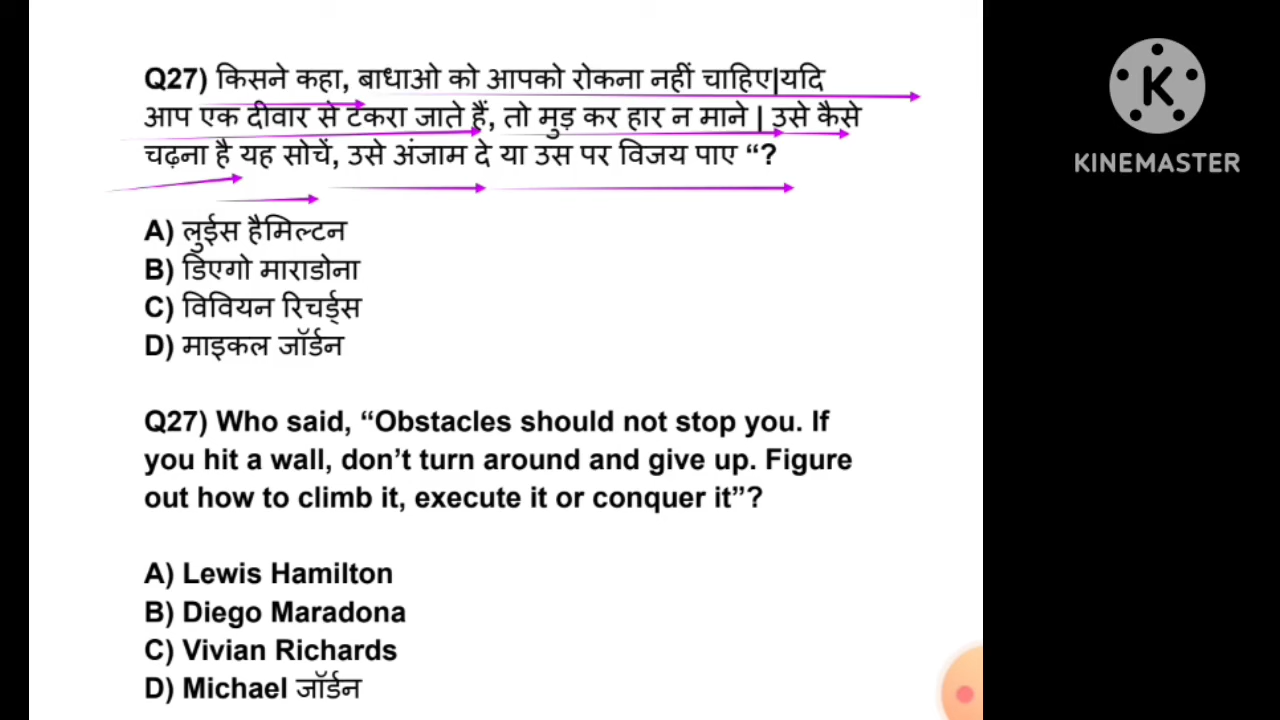 Q27) किसने कहा, बाधाओ को आपको रोकना नहीं चाहिए|यदि
आप एक दीवार से टकरा जाते हैं, तो मुड़ कर हार न माने | उसे कैसे
चढ़ना है यह सोचें, उसे अंजाम दे या उस पर विजय पाए “?
A) लुईस हैमिल्टन
B) डिएगो माराडोना
C) विवियन रिचर्ड्स
D) माइकल जॉर्डन
Q27) Who said, “Obstacles should not stop you. If
you hit a wall, don’t turn around and give up. Figure
out how to climb it, execute it or conquer it”?
A) Lewis Hamilton
B) Diego Maradona
C) Vivian Richards
D) Michael जॉर्डन
K
KINEMASTER